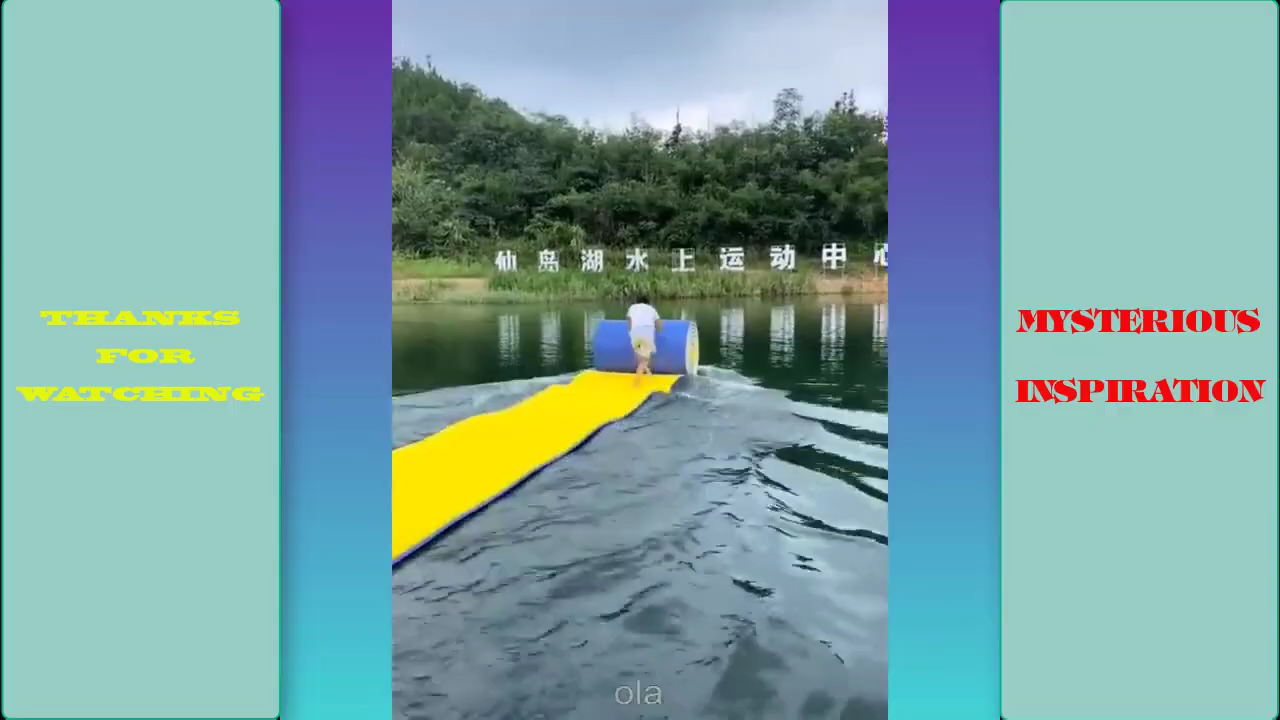 THANKS
FOR
WATCHING
仙岛湖水上运动中心
MYSTERIOUS
INSPIRATION
ola